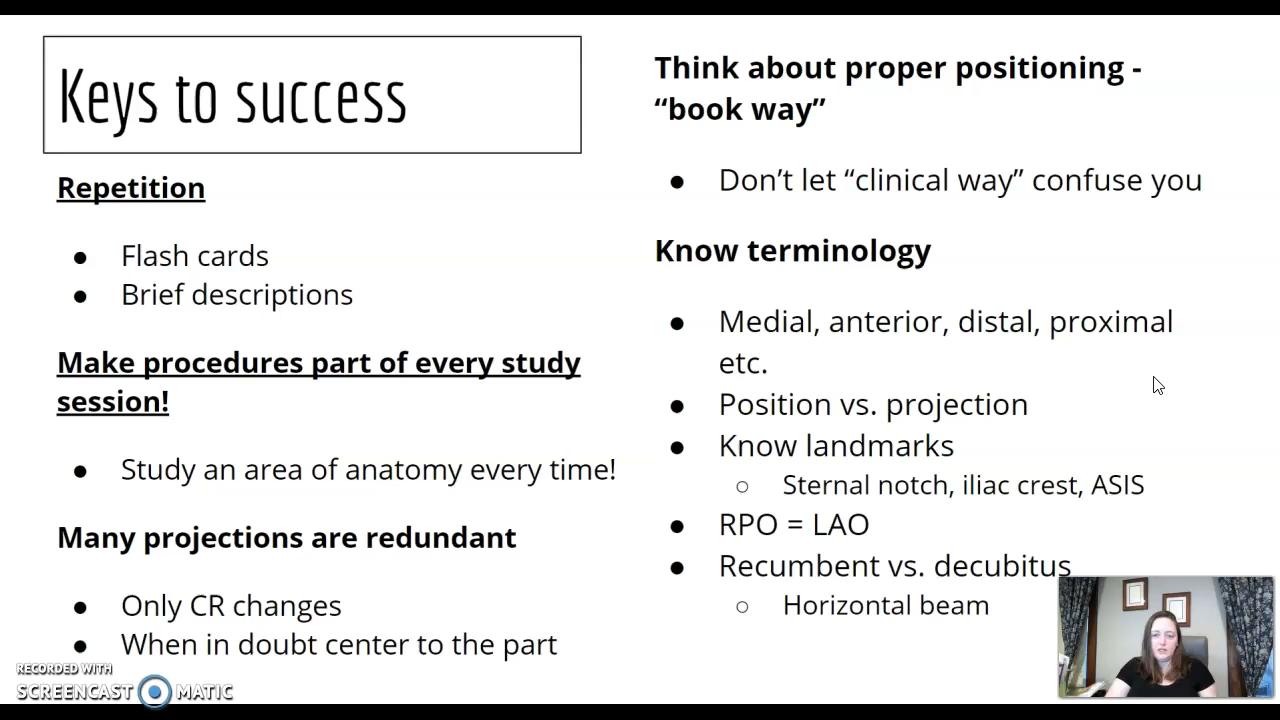 Keys to success
Repetition
● Flash cards
● Brief descriptions
Make procedures part of every study
session!
● Study an area of anatomy every time!
Many projections are redundant
● Only CR changes
● When in doubt center to the part
Think about proper positioning -
“book way”
● Don’t let “clinical way” confuse you
Know terminology
● Medial, anterior, distal, proximal
etc.
● Position vs. projection
● Know landmarks
○ Sternal notch, iliac crest, ASIS
● RPO = LAO
● Recumbent vs. decubitus
○ Horizontal beam
RECORDED WITH
SCREENCAST MATIC